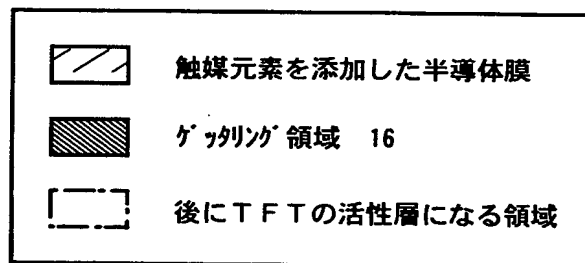 触媒元素を添加した半導体膜
ｹﾞｯﾀﾘﾝｸﾞ領域 16
後にＴＦＴの活性層になる領域